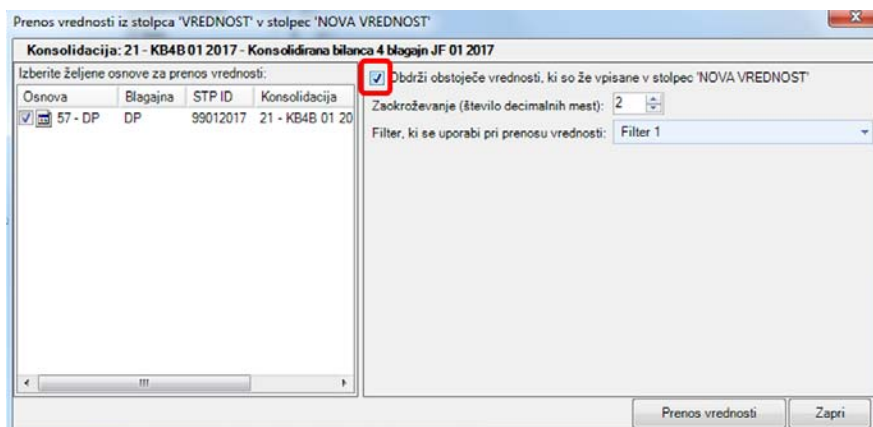 Prenos vrednosti iz stolpca 'VREDNOST' v stolpec 'NOVA VREDNOST'
Konsolidacija: 21 - KB4B 01 2017 - Konsolidirana bilanca 4 blagajn JF 01 2017
Izberite željene osnove za prenos vrednosti:
Osnova Blagajna STP ID Konsolidacija
57 - DP DP 99012017 21 - KB4B 01 20
Obdrži obstoječe vrednosti, ki so že vpisane v stolpec 'NOVA VREDNOST'
Zaokroževanje (število decimalnih mest): 2
Filter, ki se uporabi pri prenosu vrednosti: Filter 1
Prenos vrednosti Zapri